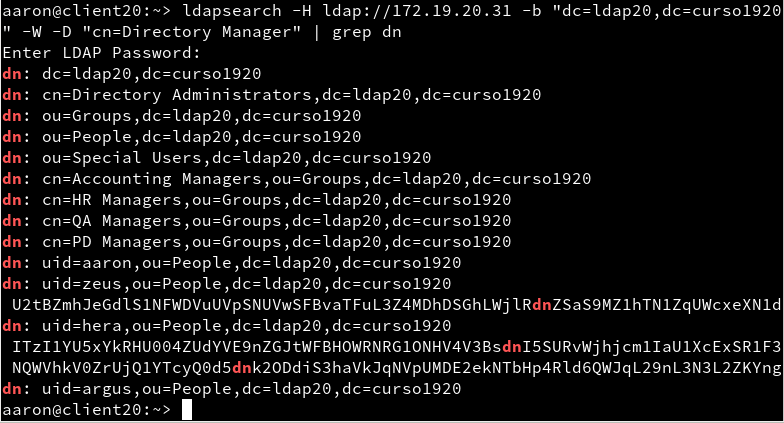 aaron@client20:~> ldapsearch -H ldap://172.19.20.31 -b "dc=ldap20,dc=curso1920
" -W -D "cn=Directory Manager" | grep dn
Enter LDAP Password:
dn: dc=ldap20,dc=curso1920
dn: cn=Directory Administrators,dc=ldap20,dc=curso1920
dn: ou=Groups,dc=ldap20,dc=curso1920
dn: ou=People,dc=ldap20,dc=curso1920
dn: ou=Special Users,dc=ldap20,dc=curso1920
dn: cn=Accounting Managers,ou=Groups,dc=ldap20,dc=curso1920
dn: cn=HR Managers,ou=Groups,dc=ldap20,dc=curso1920
dn: cn=QA Managers,ou=Groups,dc=ldap20,dc=curso1920
dn: cn=PD Managers,ou=Groups,dc=ldap20,dc=curso1920
dn: uid=aaron,ou=People,dc=ldap20,dc=curso1920
dn: uid=zeus,ou=People,dc=ldap20,dc=curso1920
U2tBZmhJeGdlS1NFWDVuUVpSNUVwSFBvaTFuL3Z4MDhDSGhLWjlRdnZSaS9MZ1hTN1ZqUWcxeXN1d
dn: uid=hera,ou=People,dc=ldap20,dc=curso1920
ITzI1YU5xYkRHU004ZUdYVE9nZGJtWFBHOWRNRG1ONHV4V3BsdnI5SURvWjhjcm1IaU1XcExSR1F3
NQWVhkV0ZrUjQ1YTcyQ0d5dnk2ODdiS3haVkJqNVpUMDE2ekNTbHp4Rld6QWJqL29nL3N3L2ZKYng
dn: uid=argus,ou=People,dc=ldap20,dc=curso1920
aaron@client20:~>